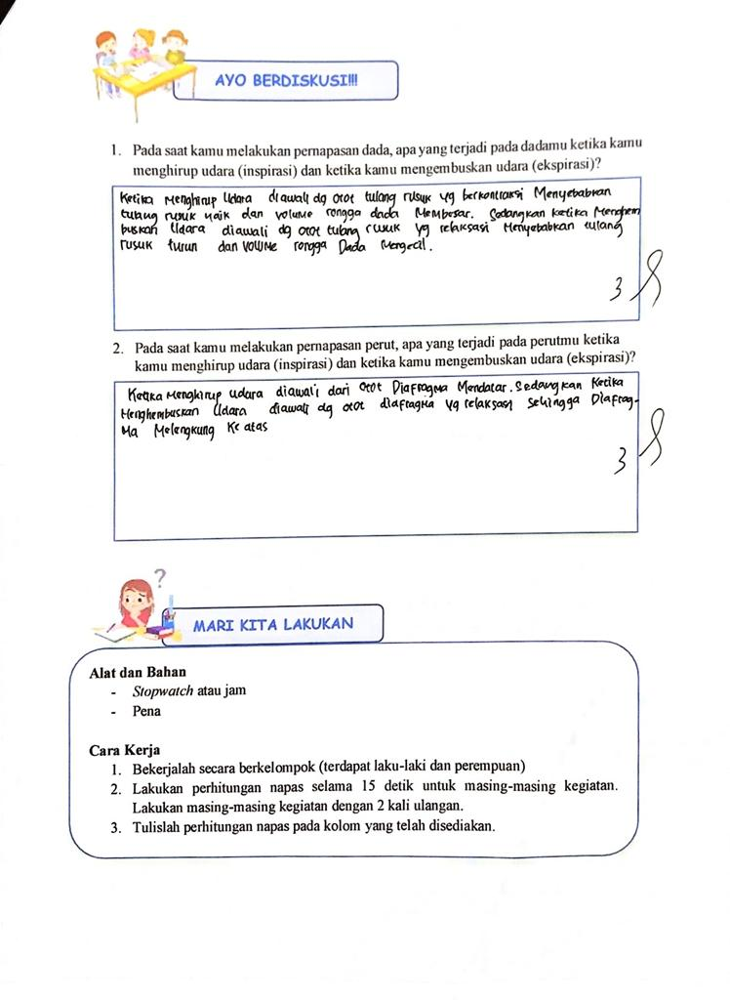 ?
AYO BERDISKUSI!!!
1. Pada saat kamu melakukan pernapasan dada, apa yang terjadi pada dadamu ketika kamu
menghirup udara (inspirasi) dan ketika kamu mengembuskan udara (ekspirasi)?
Ketika Menghirup Udara diawali dg otot tulang rusuk yg berkontraksi Menyebabkan
tulang rusuk naik dan volume rongga dada Membesar. Sedangkan ketika Menghem
buskan Udara diawali dg otot tulang rusuk yg relaksasi Menyebabkan tulang
rusuk turun dan volume rongga Dada Mengecil.
3
2. Pada saat kamu melakukan pernapasan perut, apa yang terjadi pada perutmu ketika
kamu menghirup udara (inspirasi) dan ketika kamu mengembuskan udara (ekspirasi)?
Ketika Menghirup udara diawali dari Otot Diafragma Mendatar. Sedangkan Ketika
Menghembuskan Udara diawali dg otot diafragma yg relaksasi Sehingga Diafrag-
Ma Melengkung Ke atas
3
?
MARI KITA LAKUKAN
Alat dan Bahan
- Stopwatch atau jam
- Pena
Cara Kerja
1. Bekerjalah secara berkelompok (terdapat laku-laki dan perempuan)
2. Lakukan perhitungan napas selama 15 detik untuk masing-masing kegiatan.
Lakukan masing-masing kegiatan dengan 2 kali ulangan.
3. Tulislah perhitungan napas pada kolom yang telah disediakan.